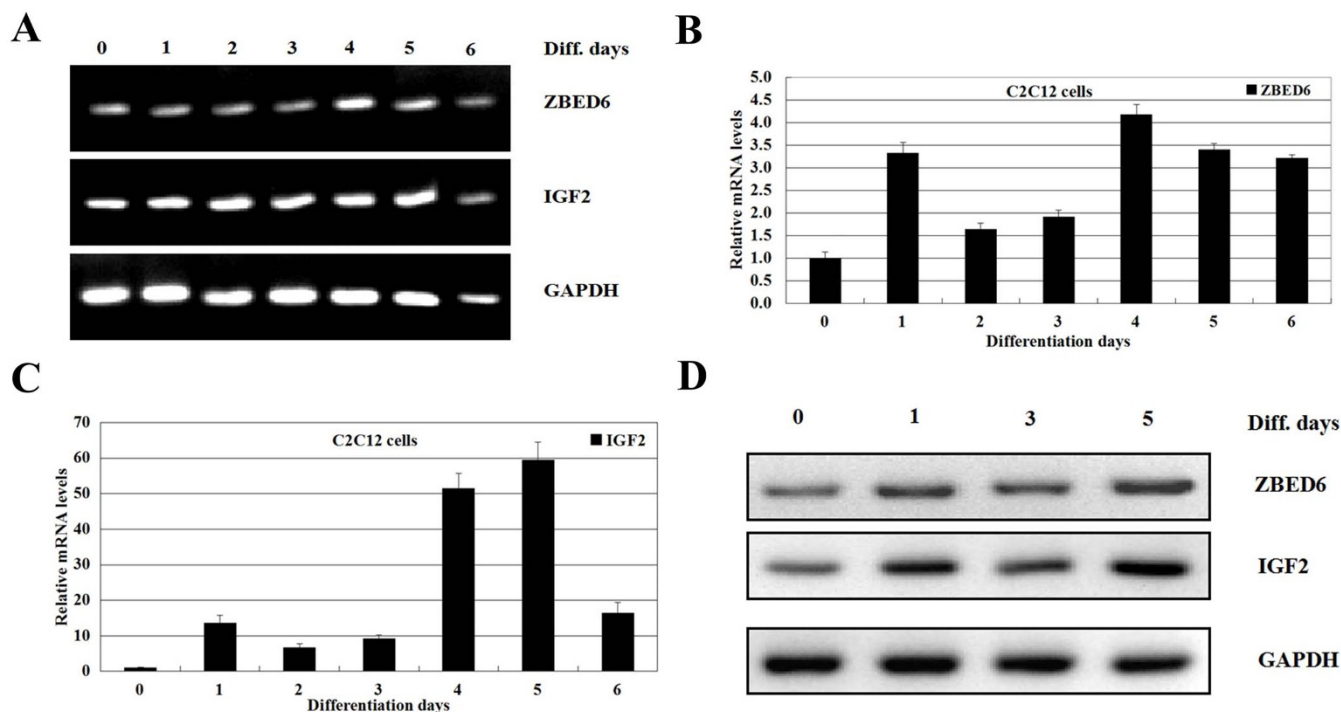 A
0 1 2 3 4 5 6 Diff. days
ZBED6
IGF2
GAPDH
B
C2C12 cells
ZBED6
Relative mRNA levels
5.0
4.5
4.0
3.5
3.0
2.5
2.0
1.5
1.0
0.5
0.0
0 1 2 3 4 5 6
Differentiation days
C
C2C12 cells
IGF2
Relative mRNA levels
70
60
50
40
30
20
10
0
0 1 2 3 4 5 6
Differentiation days
D
0 1 3 5 Diff. days
ZBED6
IGF2
GAPDH